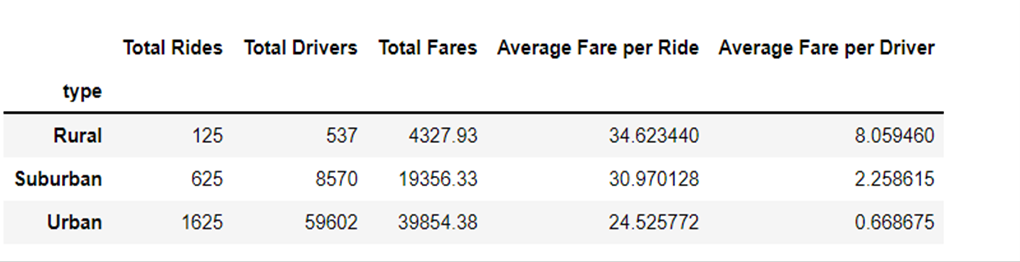 Total Rides Total Drivers Total Fares Average Fare per Ride Average Fare per Driver
type
Rural 125 537 4327.93 34.623440 8.059460
Suburban 625 8570 19356.33 30.970128 2.258615
Urban 1625 59602 39854.38 24.525772 0.668675